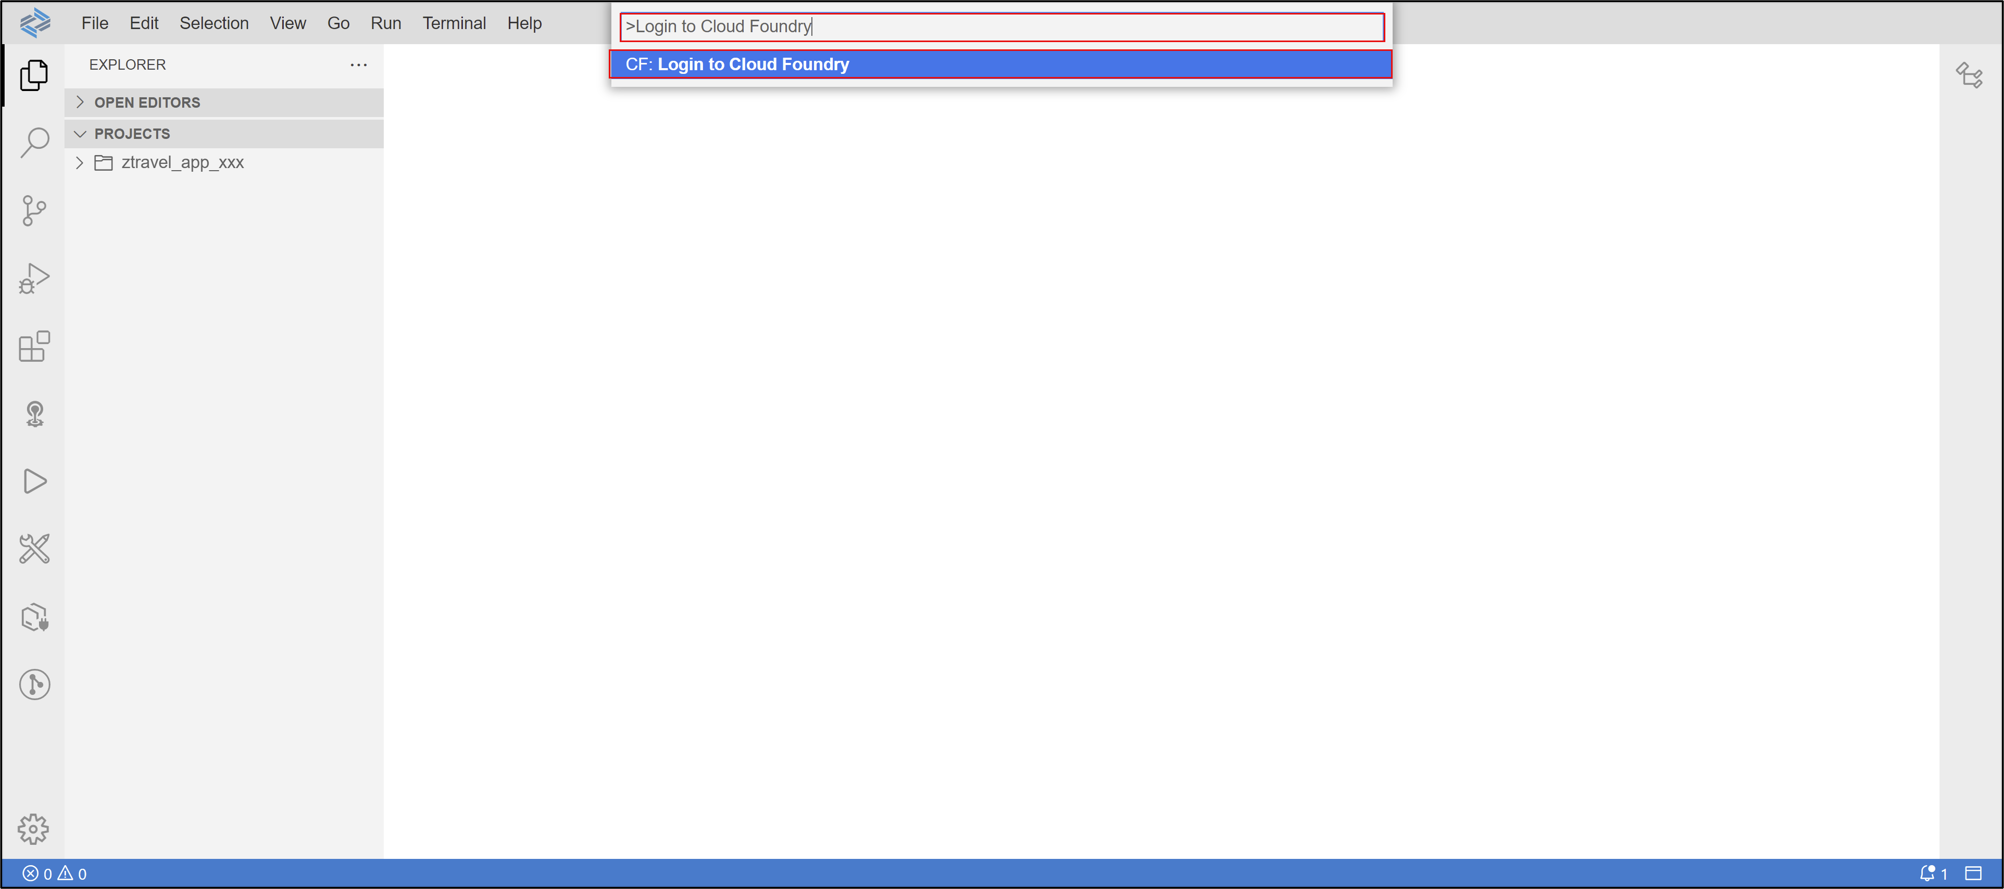 File Edit Selection View Go Run Terminal Help
>Login to Cloud Foundry
CF: Login to Cloud Foundry
EXPLORER
OPEN EDITORS
PROJECTS
ztravel_app_xxx
0 0
1